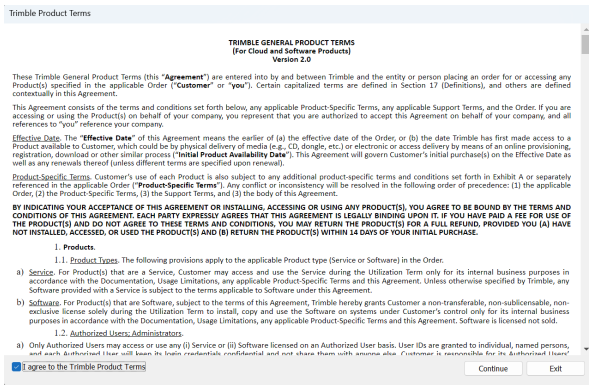 Trimble Product Terms
TRIMBLE GENERAL PRODUCT TERMS
(For Cloud and Software Products)
Version 2.0
These Trimble General Product Terms (this “Agreement”) are entered into by and between Trimble and the entity or person placing an order for or accessing any
Product(s) specified in the applicable Order (“Customer” or “you”). Certain capitalized terms are defined in Section 17 (Definitions), and others are defined
contextually in this Agreement.
This Agreement consists of the terms and conditions set forth below, any applicable Product-Specific Terms, any applicable Support Terms, and the Order. If you are
accessing or using the Product(s) on behalf of your company, you represent that you are authorized to accept this Agreement on behalf of your company, and all
references to “you” reference your company.
Effective Date. The “Effective Date” of this Agreement means the earlier of (a) the effective date of the Order, or (b) the date Trimble has first made access to a
Product available to Customer, which could be by physical delivery of media (e.g., CD, dongle, etc.) or electronic or access delivery by means of an online provisioning,
registration, download or other similar process (“Initial Product Availability Date”). This Agreement will govern Customer’s initial purchase(s) on the Effective Date as
well as any renewals thereof (unless different terms are specified upon renewal).
Product-Specific Terms. Customer’s use of each Product is also subject to any additional product-specific terms and conditions set forth in Exhibit A or separately
referenced in the applicable Order (“Product-Specific Terms”). Any conflict or inconsistency will be resolved in the following order of precedence: (1) the applicable
Order, (2) the Product-Specific Terms, (3) the Support Terms, and (3) the body of this Agreement.
BY INDICATING YOUR ACCEPTANCE OF THIS AGREEMENT OR INSTALLING, ACCESSING OR USING ANY PRODUCT(S), YOU AGREE TO BE BOUND BY THE TERMS AND
CONDITIONS OF THIS AGREEMENT. EACH PARTY EXPRESSLY AGREES THAT THIS AGREEMENT IS LEGALLY BINDING UPON IT. IF YOU HAVE PAID A FEE FOR USE OF
THE PRODUCT(S) AND DO NOT AGREE TO THESE TERMS AND CONDITIONS, YOU MAY RETURN THE PRODUCT(S) FOR A FULL REFUND, PROVIDED YOU (A) HAVE
NOT INSTALLED, ACCESSED, OR USED THE PRODUCT(S) AND (B) RETURN THE PRODUCT(S) WITHIN 14 DAYS OF YOUR INITIAL PURCHASE.
1. Products.
1.1. Product Types. The following provisions apply to the applicable Product type (Service or Software) in the Order.
a) Service. For Product(s) that are a Service, Customer may access and use the Service during the Utilization Term only for its internal business purposes in
accordance with the Documentation, Usage Limitations, any applicable Product-Specific Terms and this Agreement. Unless otherwise specified by Trimble, any
Software provided with a Service is subject to the terms applicable to Software under this Agreement.
b) Software. For Product(s) that are Software, subject to the terms of this Agreement, Trimble hereby grants Customer a non-transferable, non-sublicensable, non-
exclusive license solely during the Utilization Term to install, copy and use the Software on systems under Customer’s control only for its internal business
purposes in accordance with the Documentation, Usage Limitations, any applicable Product-Specific Terms and this Agreement. Software is licensed not sold.
1.2. Authorized Users; Administrators.
a) Only Authorized Users may access or use any (i) Service or (ii) Software licensed on an Authorized User basis. User IDs are granted to individual, named persons,
and each Authorized User will keep its login credentials confidential and not share them with anyone else. Customer is responsible for its Authorized Users’
I agree to the Trimble Product Terms
Continue
Exit